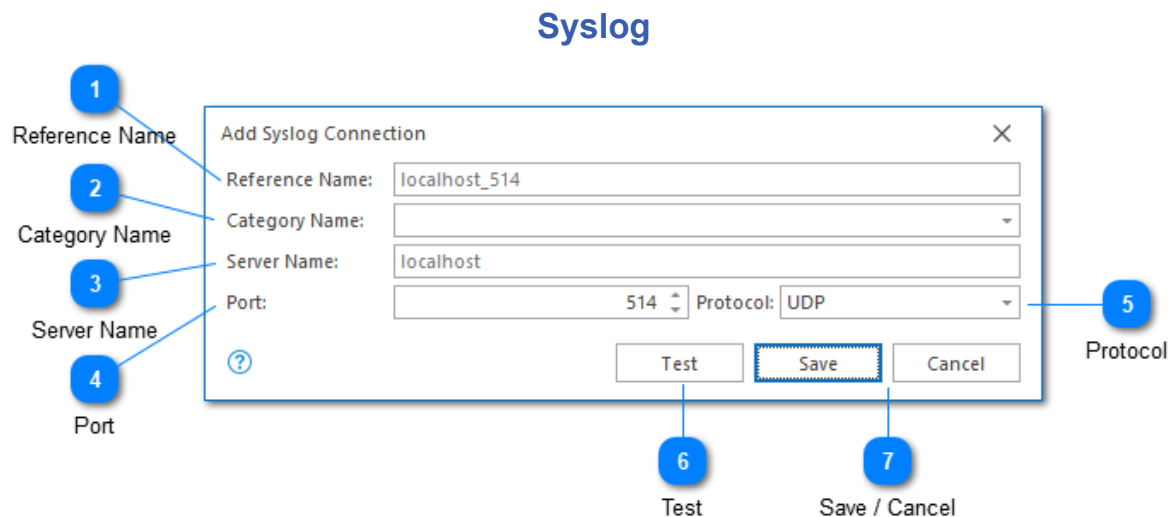 Syslog
1
Reference Name
2
Category Name
3
Server Name
4
Port
Add Syslog Connection
Reference Name: localhost_514
Category Name:
Server Name: localhost
Port: 514 Protocol: UDP
? Test Save Cancel
5
Protocol
6
Test
7
Save / Cancel